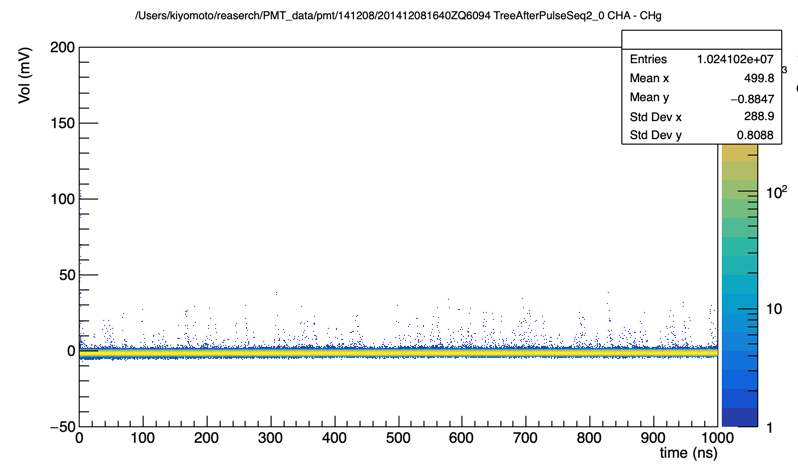 /Users/kiyomoto/reaserch/PMT_data/pmt/141208/201412081640ZQ6094 TreeAfterPulseSeq2_0 CHA - CHg
Vol (mV)
200
150
100
50
0
−50
Entries 1.024102e+07
Mean x 499.8
Mean y −0.8847
Std Dev x 288.9
Std Dev y 0.8088
3
10²
10
1
0 100 200 300 400 500 600 700 800 900 1000
time (ns)